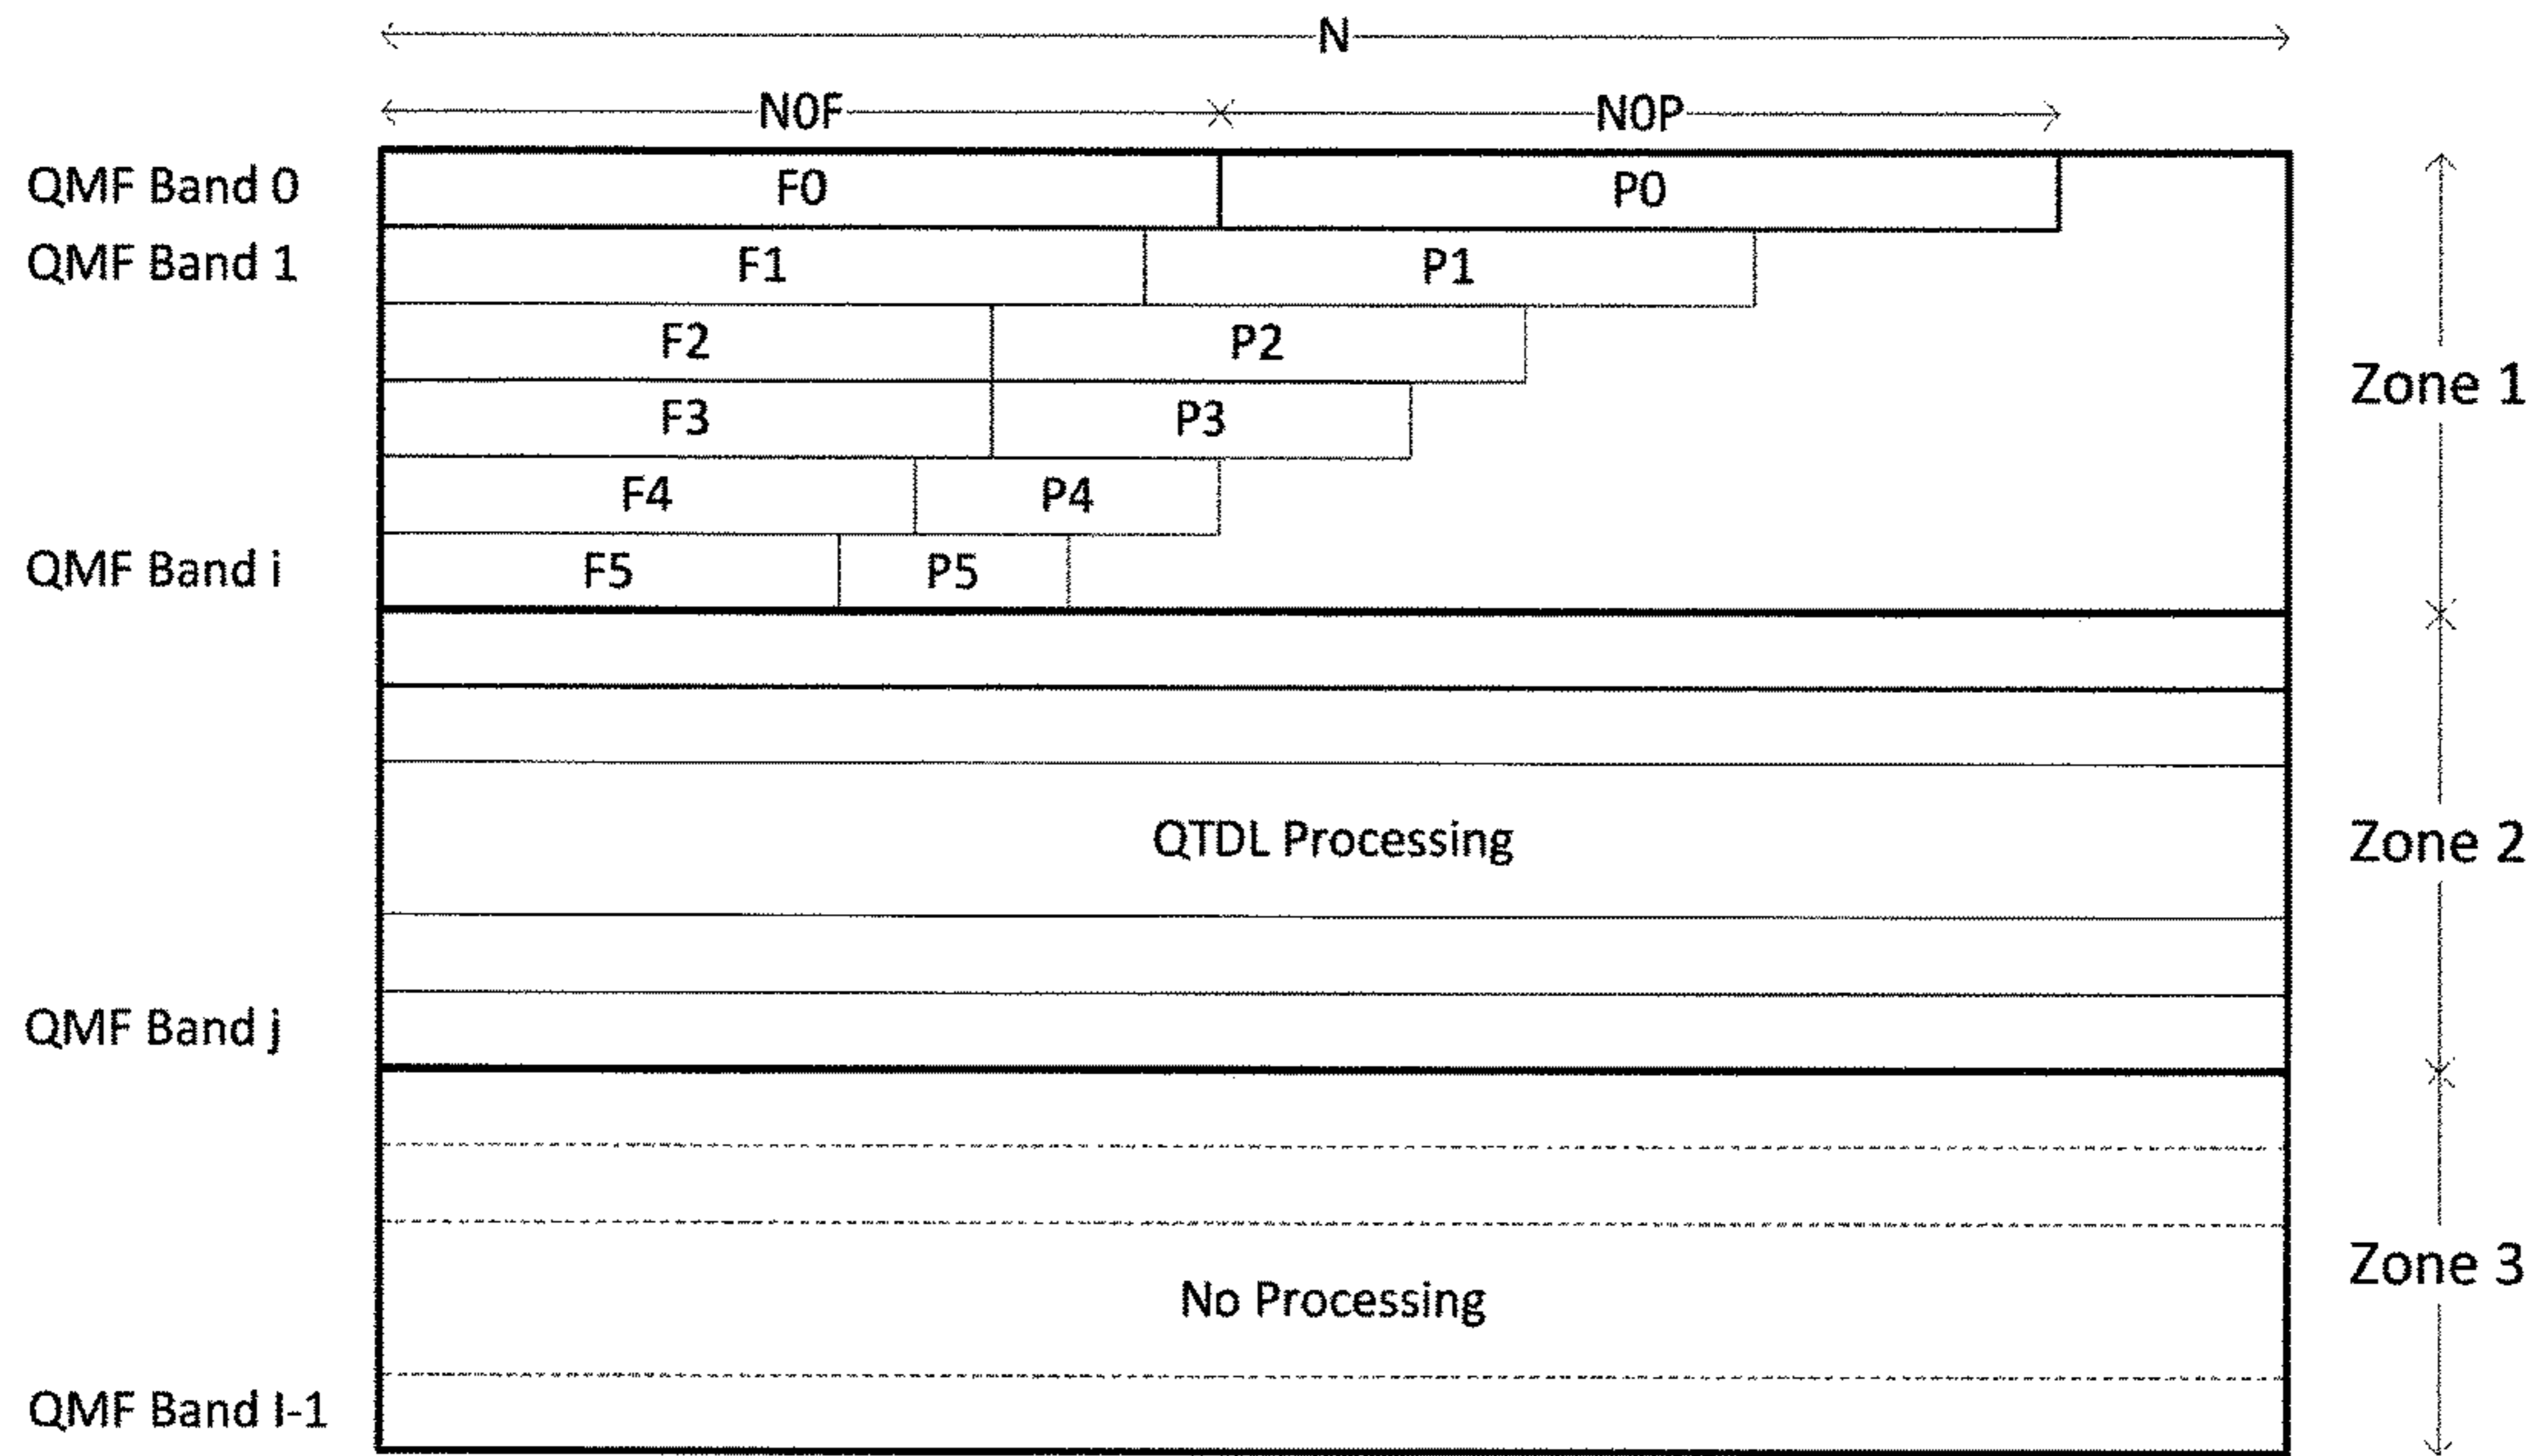 N
N0F N0P
QMF Band 0 F0 P0
QMF Band 1 F1 P1
F2 P2
F3 P3 Zone 1
F4 P4
QMF Band i F5 P5
QTDL Processing Zone 2
QMF Band j
Zone 3
No Processing
QMF Band I-1